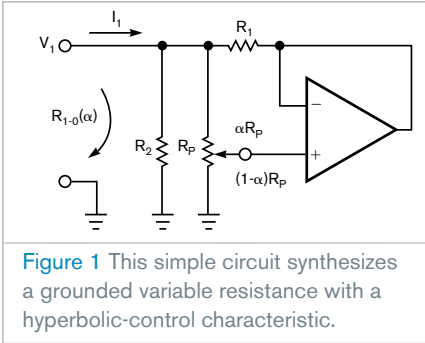 I1
V1
R1
R1-0(α)
R2
RP
αRP
(1-α)RP
−
+
Figure 1 This simple circuit synthesizes
a grounded variable resistance with a
hyperbolic-control characteristic.